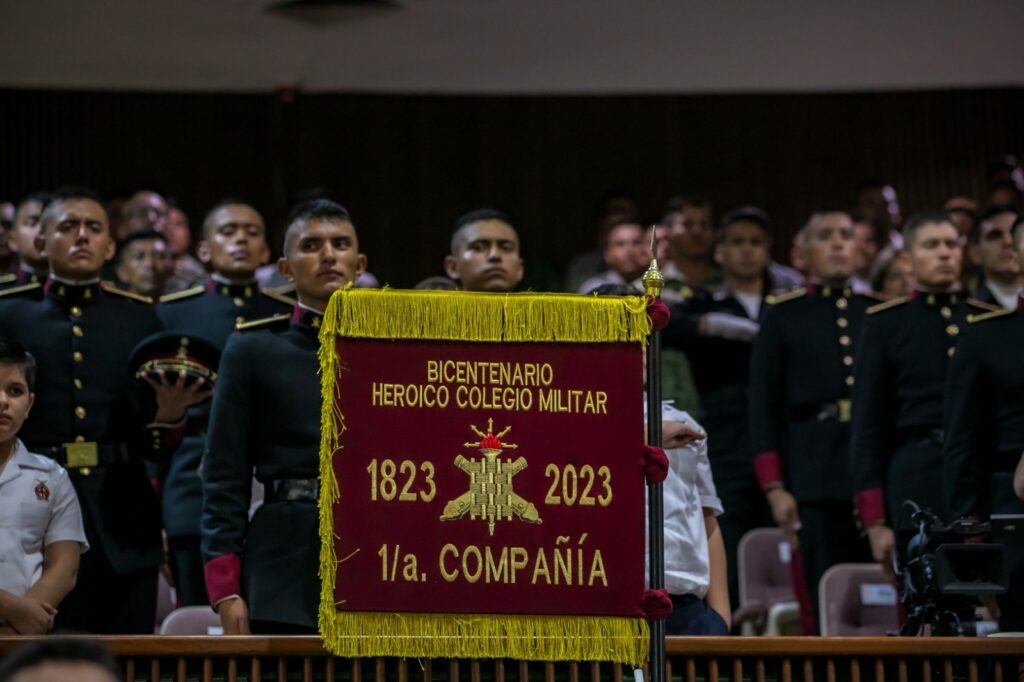 BICENTENARIO
HEROICO COLEGIO MILITAR
1823 2023
1/a. COMPAÑÍA